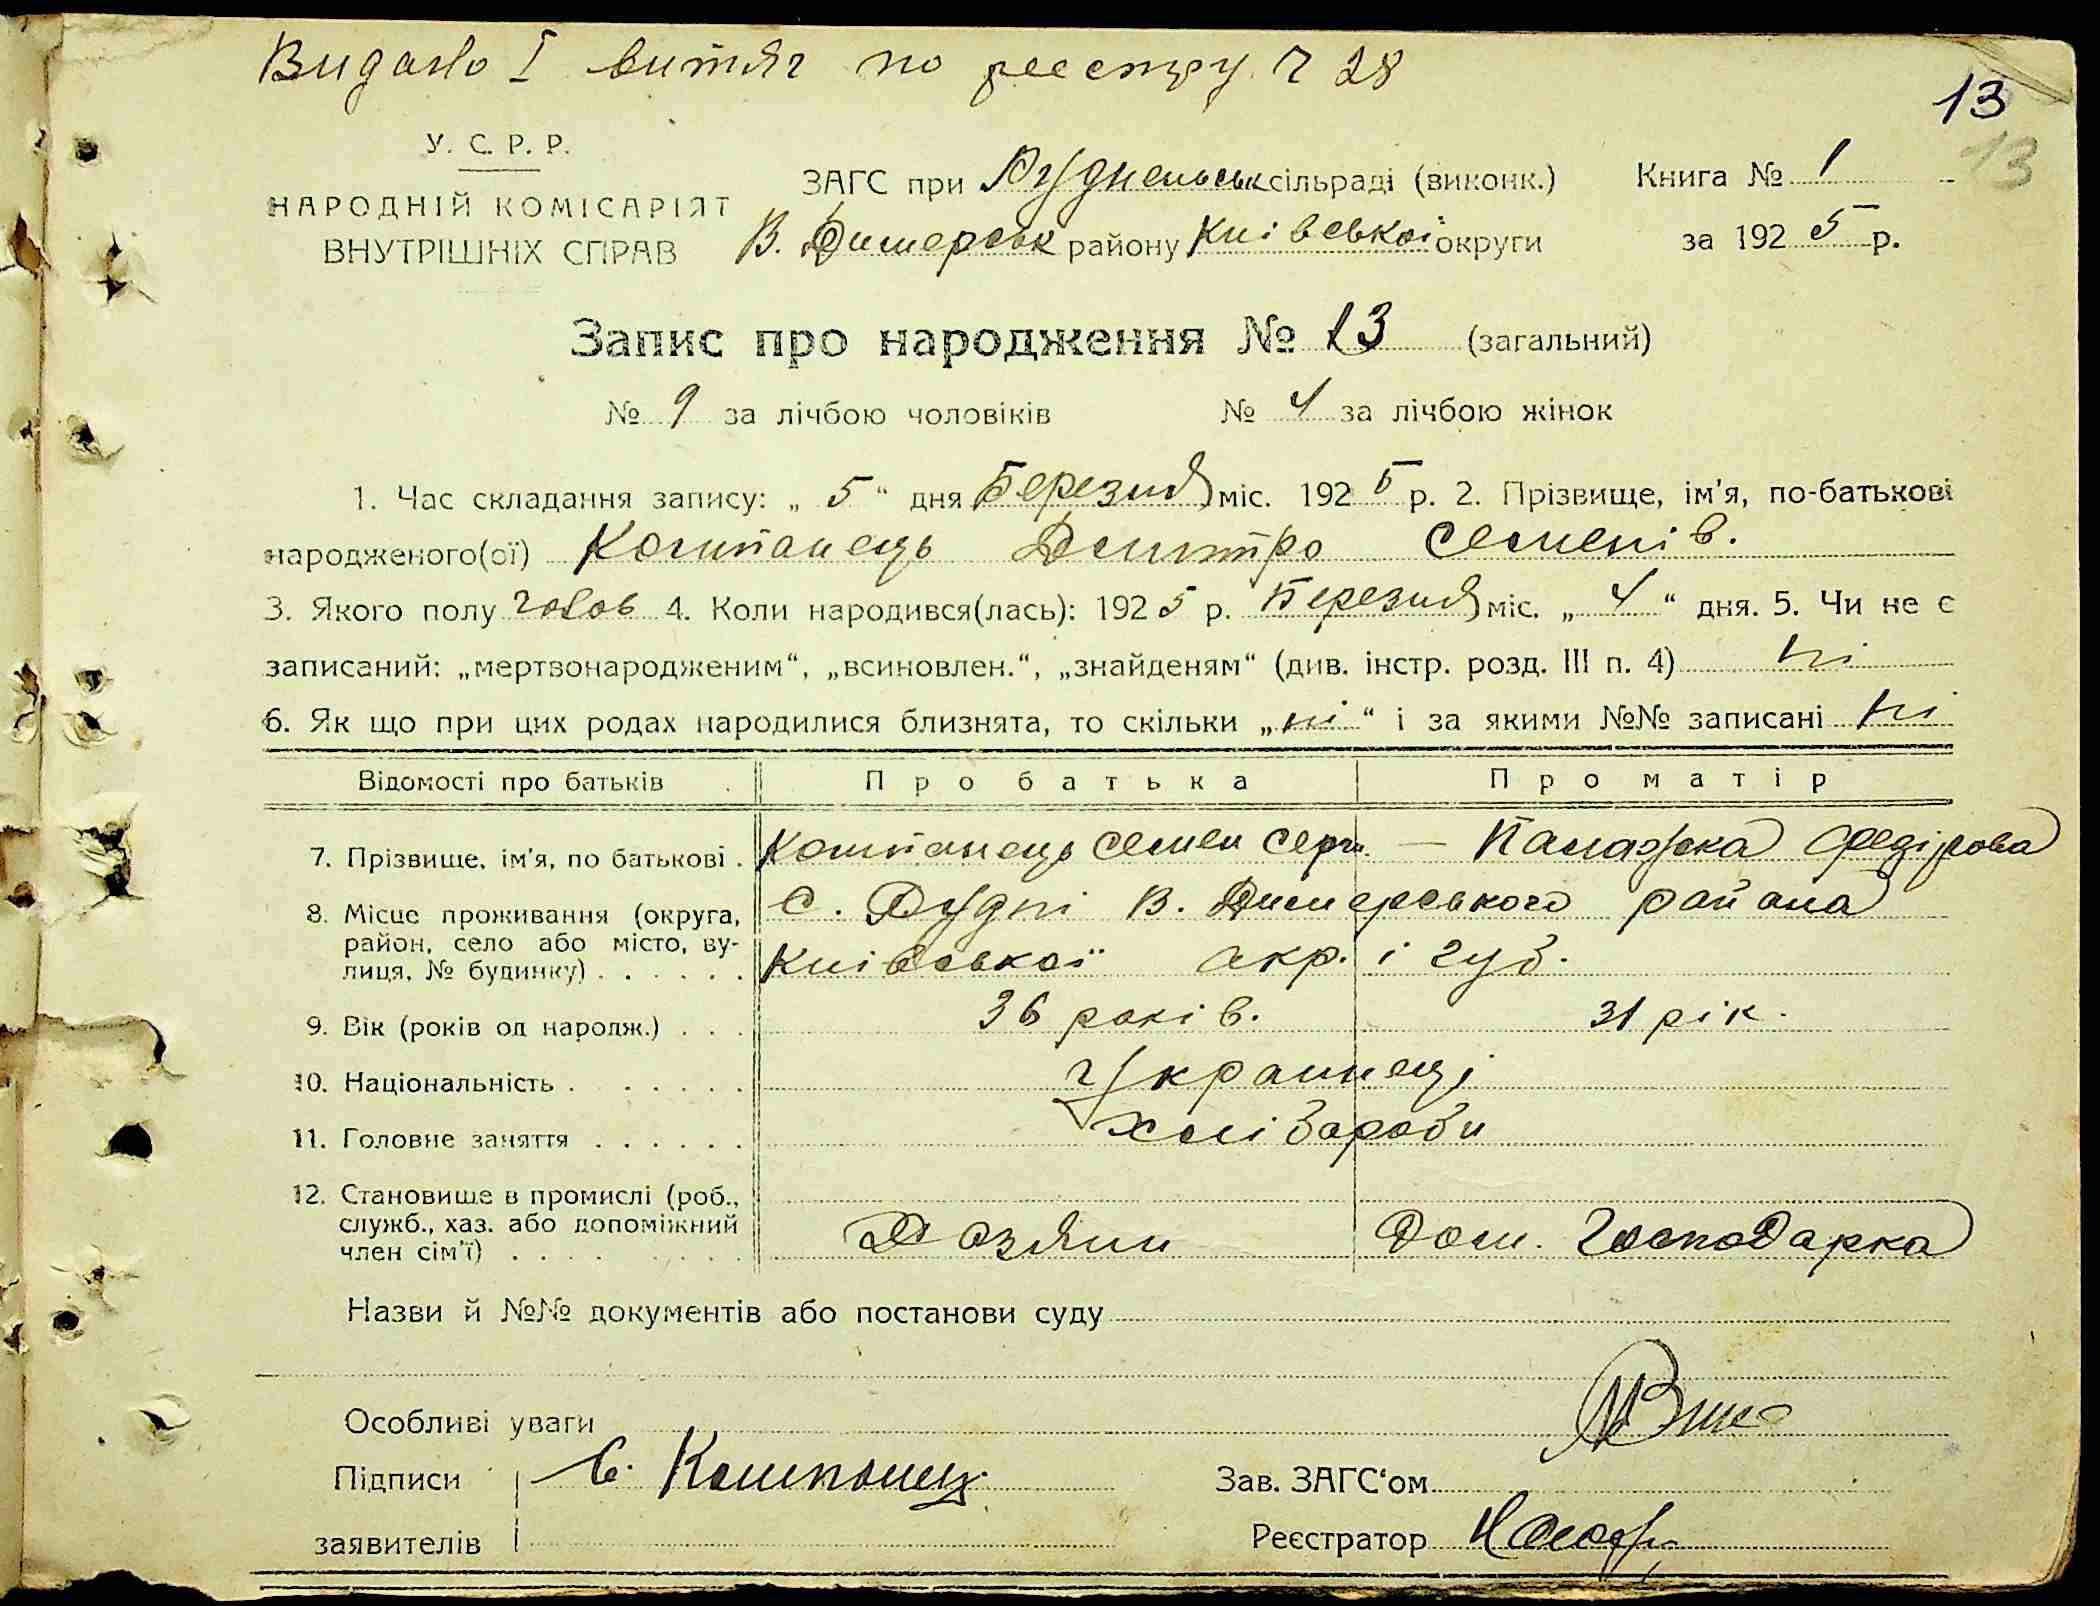 Видано І витяг по реєстру Ч 28
13
13
У. С. Р. Р.
НАРОДНІЙ КОМІСАРІЯТ
ВНУТРІШНІХ СПРАВ
ЗАГС при Рудненськ сільраді (виконк.) Книга № 1
В. Димерськ району Київської округи за 1925 р.
Запис про народження № 13 (загальний)
№ 9 за лічбою чоловіків № 4 за лічбою жінок
1. Час складання запису: „5“ дня Березня міс. 1925 р. 2. Прізвище, ім'я, по-батькові
народженого(ої) Компанець Дмитро Семенів.
3. Якого полу чолов 4. Коли народився(лась): 1925 р. Березня міс. „4“ дня. 5. Чи не є
записаний: „мертвонародженим“, „всиновлен.“, „знайденям“ (див. інстр. розд. III п. 4) ні
6. Як що при цих родах народилися близнята, то скільки „ні“ і за якими №№ записані ні
Відомості про батьків Про батька Про матір
7. Прізвище, ім'я, по батькові . Компанець Семен Серг. — Палажка Федірова
8. Місце проживання (округа, с. Рудні В. Димерського района
район, село або місто, ву-
лиця, № будинку) . . . . . . Київської окр. і губ.
9. Вік (років од народж.) . . . 36 років. 31 рік.
10. Національність . . . . . . . Українці
11. Головне заняття . . . . . . хлібороби
12. Становище в промислі (роб.,
служб., хаз. або допоміжний
член сім'ї) . . . . . . . . Хозяїн Дом. Господарка
Назви й №№ документів або постанови суду
Особливі уваги
Підписи С. Компанец. Зав. ЗАГС‘ом
заявителів Реєстратор